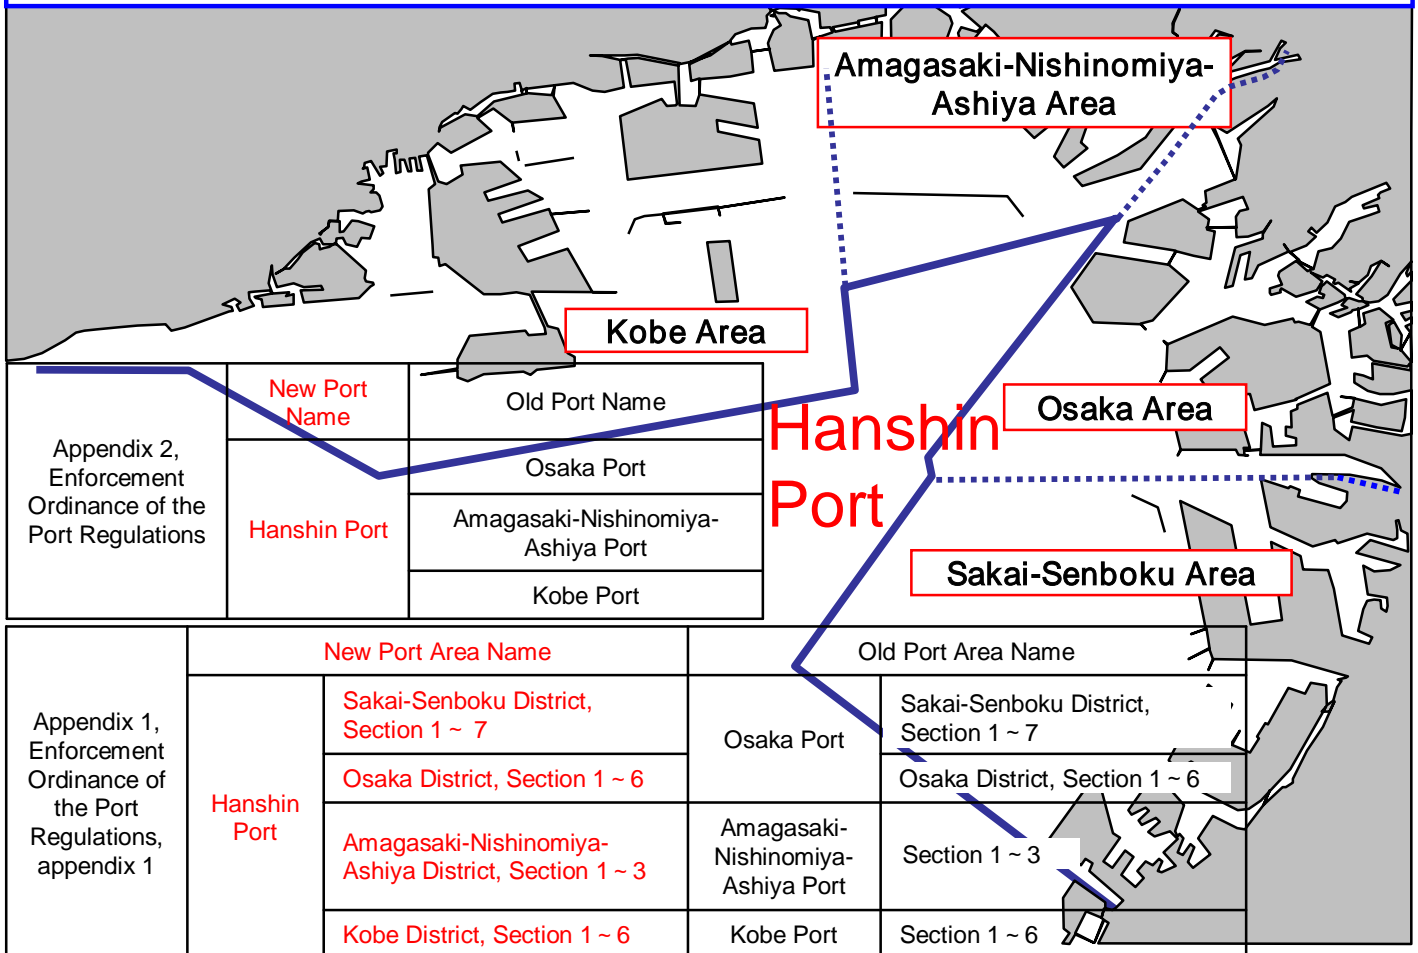 Amagasaki-Nishinomiya-
Ashiya Area
Kobe Area
Osaka Area
Hanshin
Port
Sakai-Senboku Area
Appendix 2,
Enforcement
Ordinance of the
Port Regulations
New Port
Name
Old Port Name
Hanshin Port
Osaka Port
Amagasaki-Nishinomiya-
Ashiya Port
Kobe Port
Appendix 1,
Enforcement
Ordinance of
the Port
Regulations,
appendix 1
New Port Area Name
Old Port Area Name
Hanshin
Port
Sakai-Senboku District,
Section 1 ~ 7
Osaka Port
Sakai-Senboku District,
Section 1 ~ 7
Osaka District, Section 1 ~ 6
Osaka District, Section 1 ~ 6
Amagasaki-Nishinomiya-
Ashiya District, Section 1 ~ 3
Amagasaki-
Nishinomiya-
Ashiya Port
Section 1 ~ 3
Kobe District, Section 1 ~ 6
Kobe Port
Section 1 ~ 6